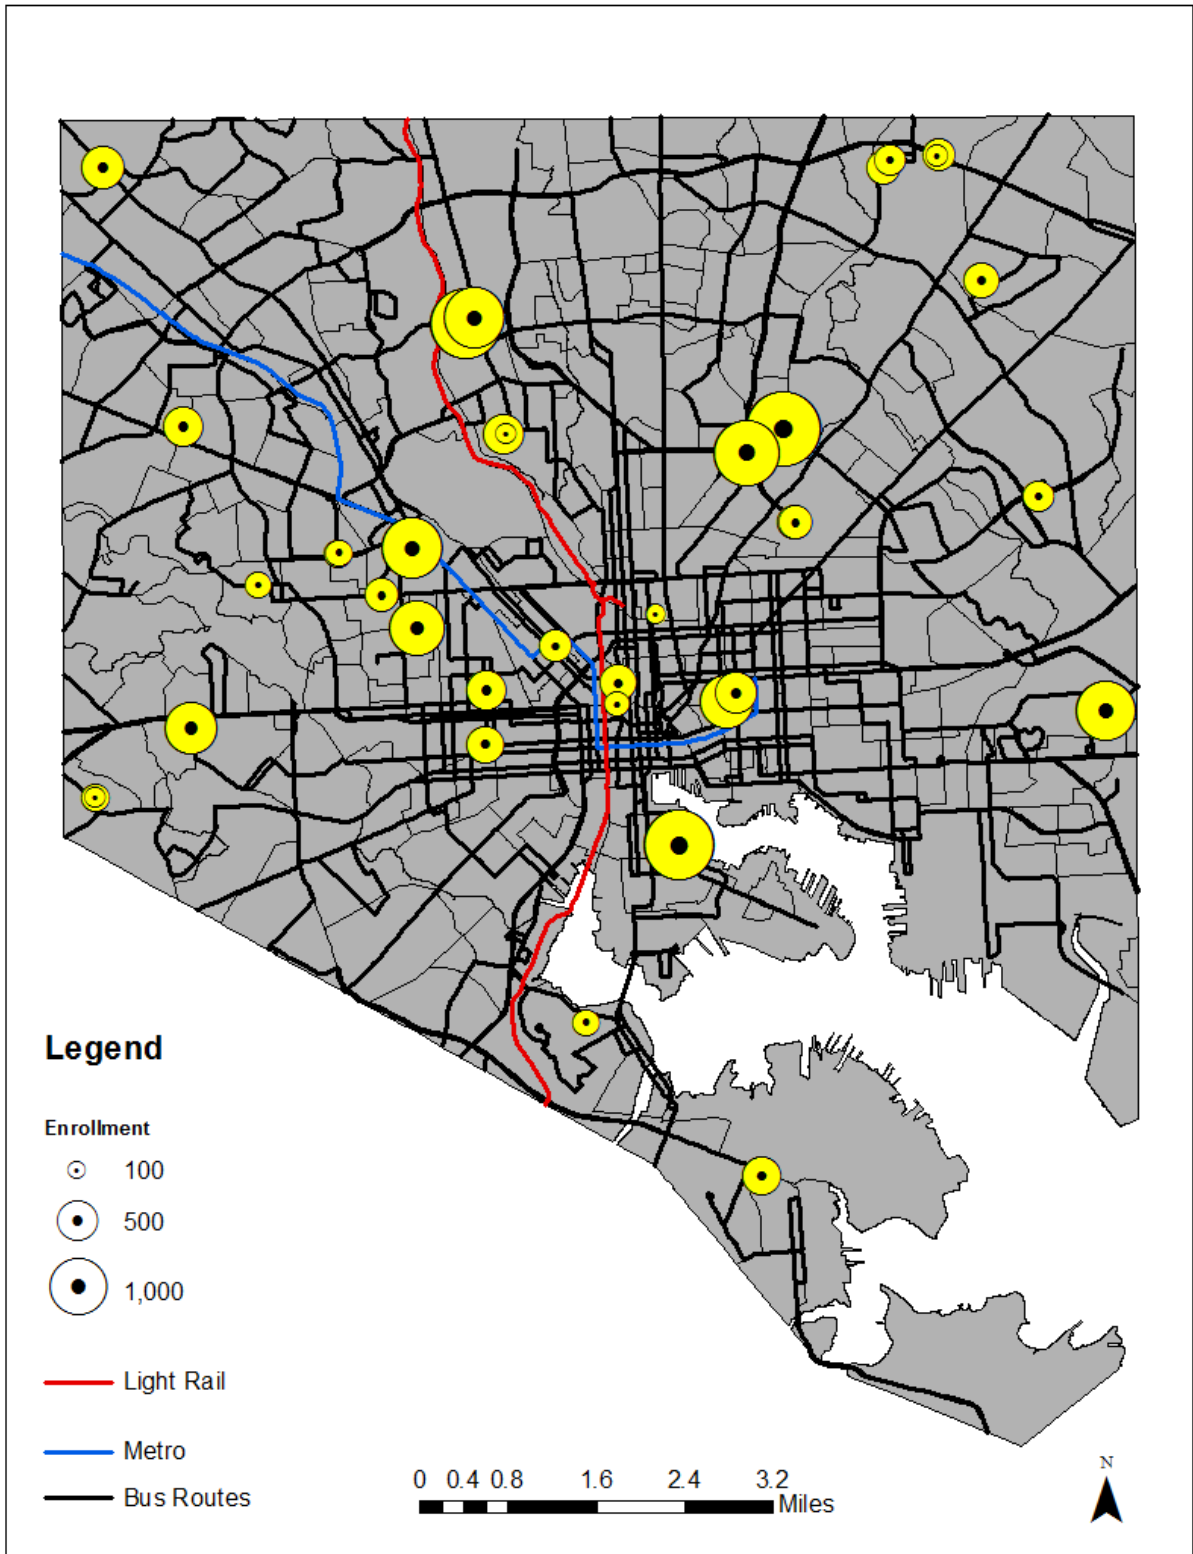 Legend
Enrollment
100
500
1,000
Light Rail
Metro
Bus Routes
0 0.4 0.8 1.6 2.4 3.2
Miles
N